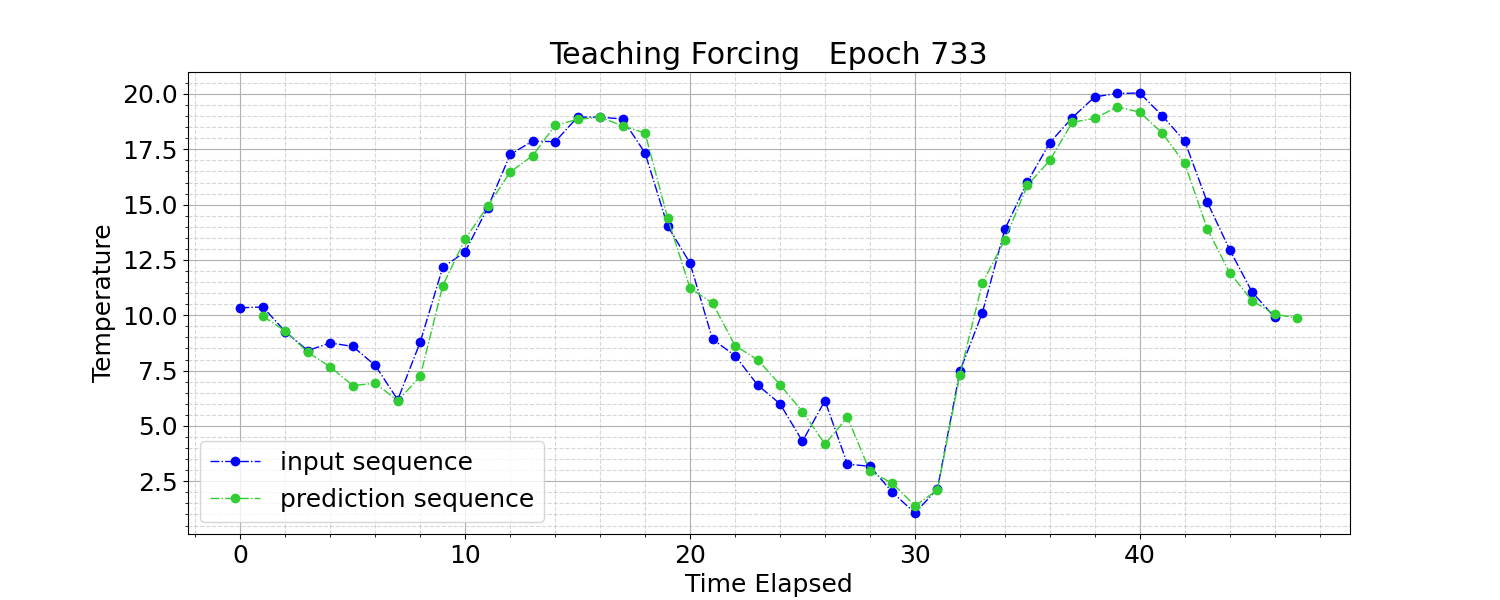 Teaching Forcing   Epoch 733
Temperature
20.0
17.5
15.0
12.5
10.0
7.5
5.0
2.5
input sequence
prediction sequence
0 10 20 30 40
Time Elapsed